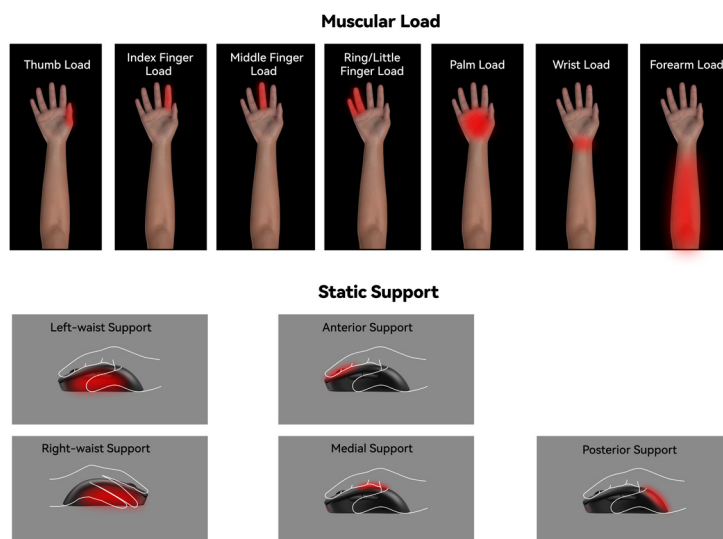 Muscular Load
Thumb Load
Index Finger
Load
Middle Finger
Load
Ring/Little
Finger Load
Palm Load
Wrist Load
Forearm Load
Static Support
Left-waist Support
Anterior Support
Right-waist Support
Medial Support
Posterior Support